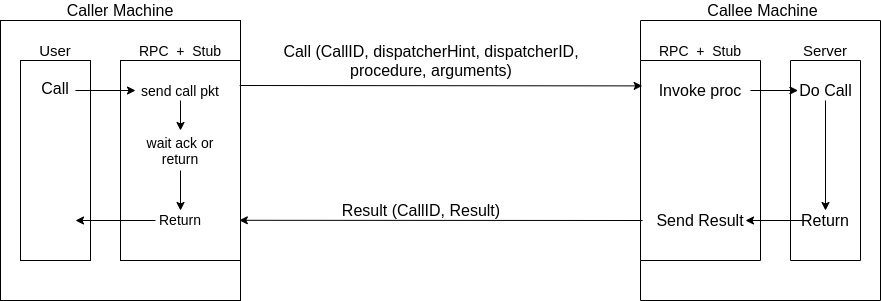 Caller Machine
Callee Machine
User
RPC + Stub
Call (CallID, dispatcherHint, dispatcherID,
procedure, arguments)
RPC + Stub
Server
Call
send call pkt
Invoke proc
Do Call
wait ack or
return
Result (CallID, Result)
Return
Send Result
Return